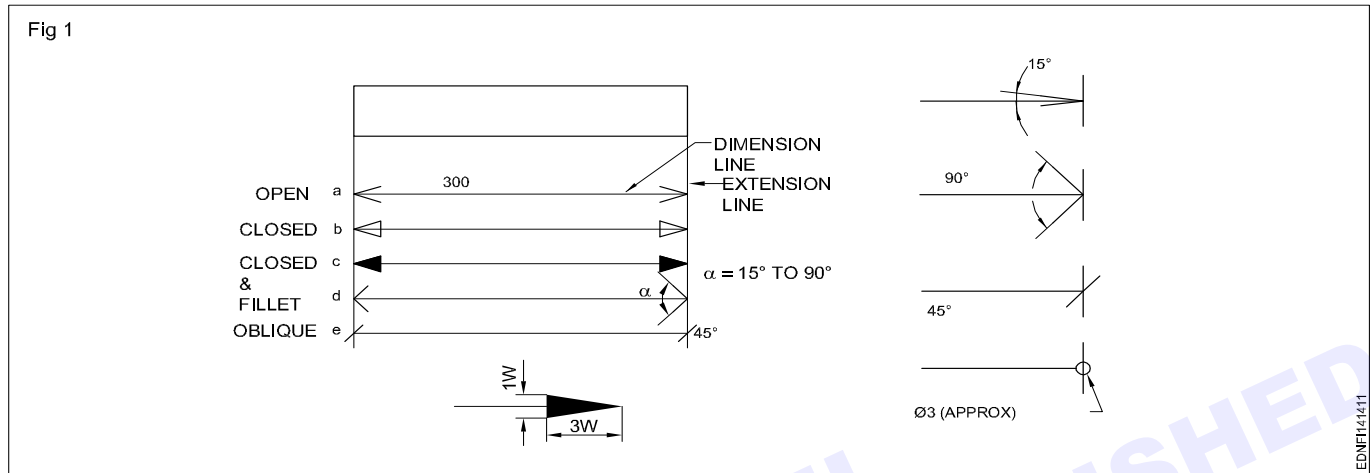 Fig 1
15°
DIMENSION
LINE
EXTENSION
LINE
OPEN a 300
90°
CLOSED b
CLOSED c
&
FILLET d
α = 15° TO 90°
α
OBLIQUE e
45°
45°
1W
3W
Ø3 (APPROX)
EDNFI141411
SHED